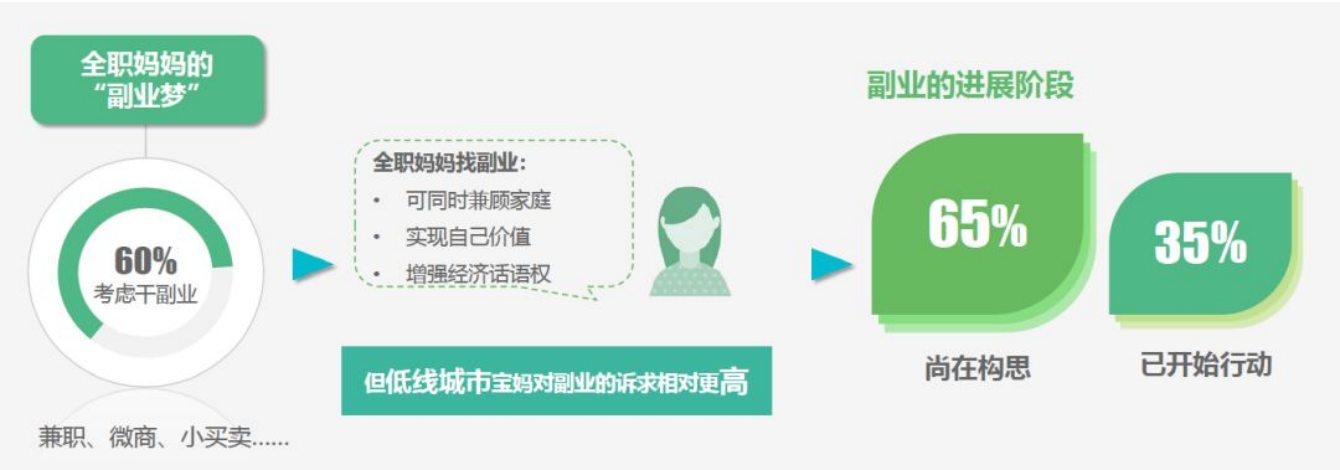 全职妈妈的
“副业梦”
60%
考虑干副业
兼职、微商、小买卖......
全职妈妈找副业：
• 可同时兼顾家庭
• 实现自己价值
• 增强经济话语权
但低线城市宝妈对副业的诉求相对更高
副业的进展阶段
65%
尚在构思
35%
已开始行动